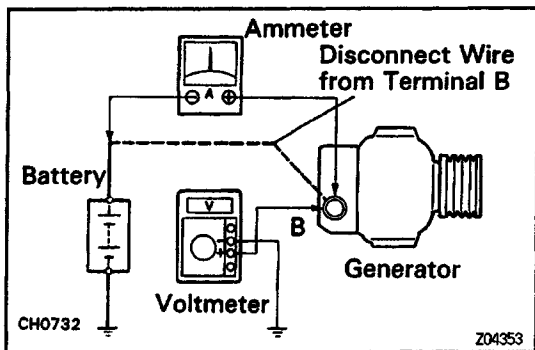 Ammeter
Disconnect Wire
from Terminal B
A
Battery
V
B
Generator
Voltmeter
CH0732
Z04353